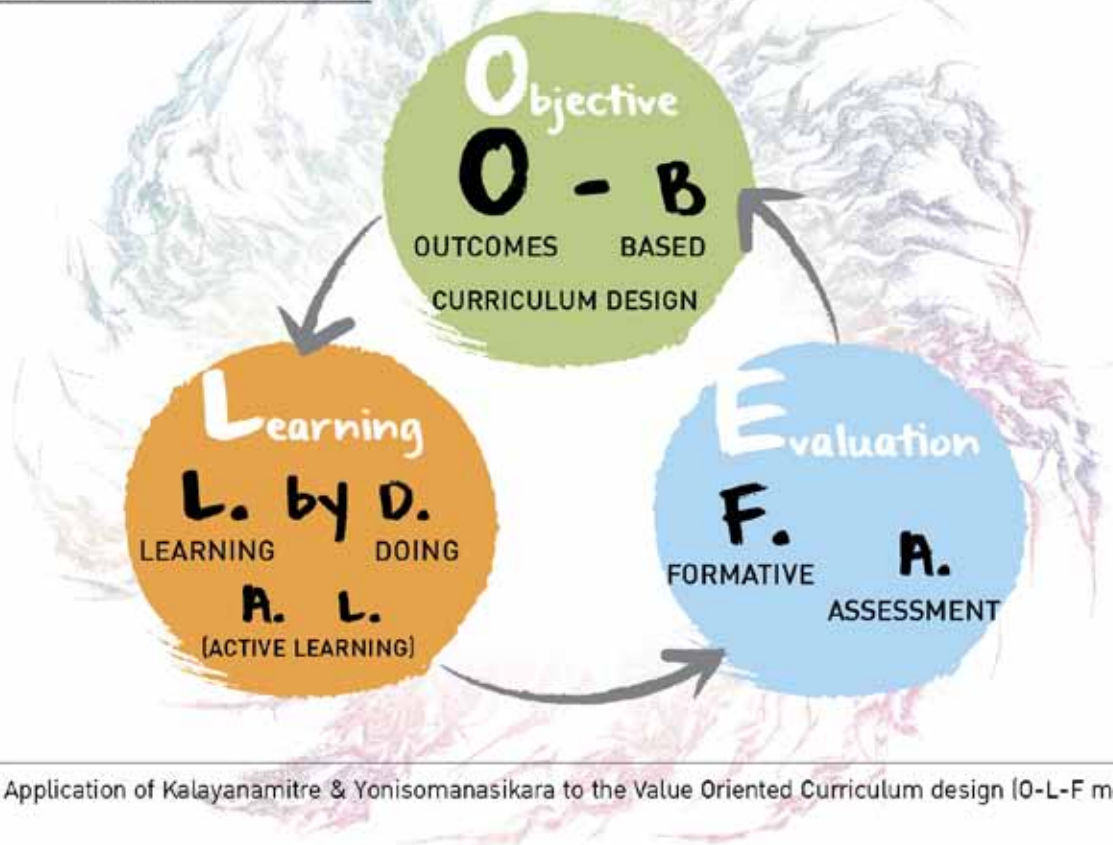 Objective
O - B
OUTCOMES BASED
CURRICULUM DESIGN
Learning
L. by D.
LEARNING DOING
A. L.
(ACTIVE LEARNING)
Evaluation
F. A.
FORMATIVE
ASSESSMENT
Application of Kalayanamitre & Yonisomanasikara to the Value Oriented Curriculum design (O-L-F